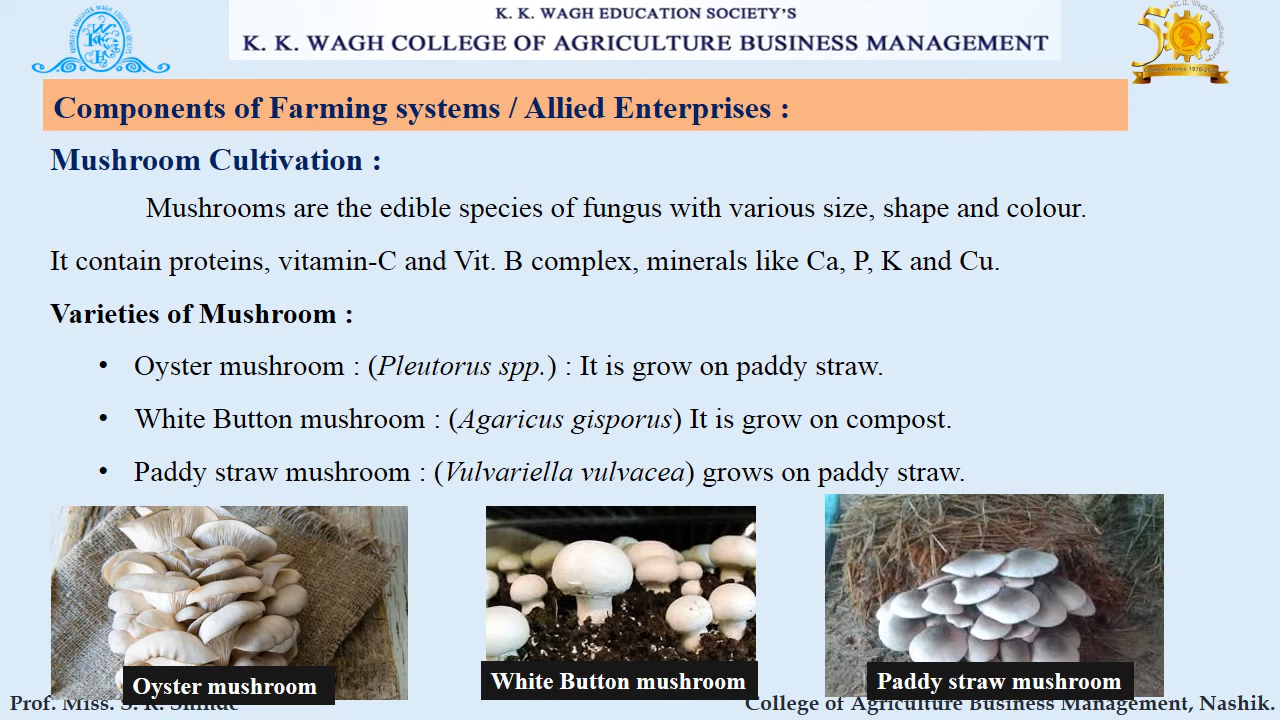 K. K. WAGH EDUCATION SOCIETY'S
K. K. WAGH COLLEGE OF AGRICULTURE BUSINESS MANAGEMENT
Components of Farming systems / Allied Enterprises :
Mushroom Cultivation :
Mushrooms are the edible species of fungus with various size, shape and colour.
It contain proteins, vitamin-C and Vit. B complex, minerals like Ca, P, K and Cu.
Varieties of Mushroom :
• Oyster mushroom : (Pleutorus spp.) : It is grow on paddy straw.
• White Button mushroom : (Agaricus gisporus) It is grow on compost.
• Paddy straw mushroom : (Vulvariella vulvacea) grows on paddy straw.
Oyster mushroom
White Button mushroom
Paddy straw mushroom
Prof. Miss. S. R. Shinde
College of Agriculture Business Management, Nashik.